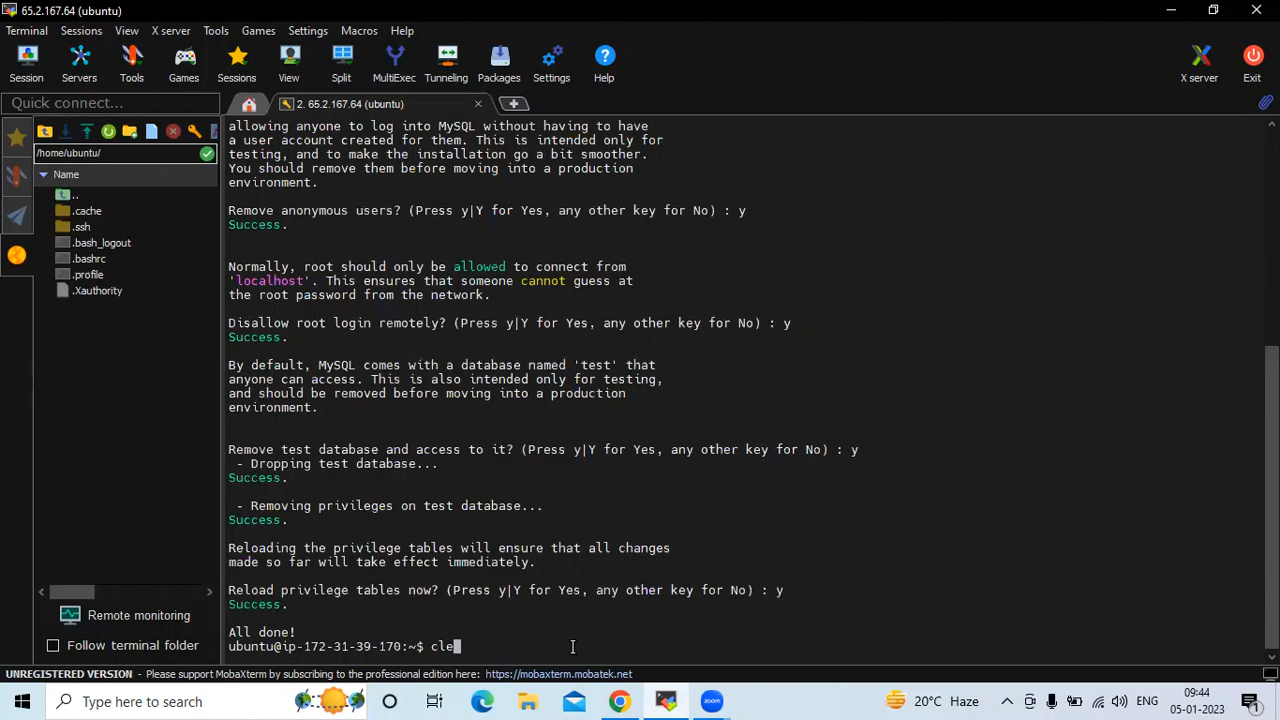 65.2.167.64 (ubuntu)
Terminal Sessions View X server Tools Games Settings Macros Help
Session Servers Tools Games Sessions View Split MultiExec Tunneling Packages Settings Help X server Exit
Quick connect...
2. 65.2.167.64 (ubuntu)
/home/ubuntu/
Name
..
.cache
.ssh
.bash_logout
.bashrc
.profile
.Xauthority
Remote monitoring
Follow terminal folder
allowing anyone to log into MySQL without having to have
a user account created for them. This is intended only for
testing, and to make the installation go a bit smoother.
You should remove them before moving into a production
environment.
Remove anonymous users? (Press y|Y for Yes, any other key for No) : y
Success.
Normally, root should only be allowed to connect from
'localhost'. This ensures that someone cannot guess at
the root password from the network.
Disallow root login remotely? (Press y|Y for Yes, any other key for No) : y
Success.
By default, MySQL comes with a database named 'test' that
anyone can access. This is also intended only for testing,
and should be removed before moving into a production
environment.
Remove test database and access to it? (Press y|Y for Yes, any other key for No) : y
- Dropping test database...
Success.
- Removing privileges on test database...
Success.
Reloading the privilege tables will ensure that all changes
made so far will take effect immediately.
Reload privilege tables now? (Press y|Y for Yes, any other key for No) : y
Success.
All done!
ubuntu@ip-172-31-39-170:~$ cle
UNREGISTERED VERSION - Please support MobaXterm by subscribing to the professional edition here: https://mobaxterm.mobatek.net
Type here to search
zoom
20°C Haze
ENG
09:44
05-01-2023
1